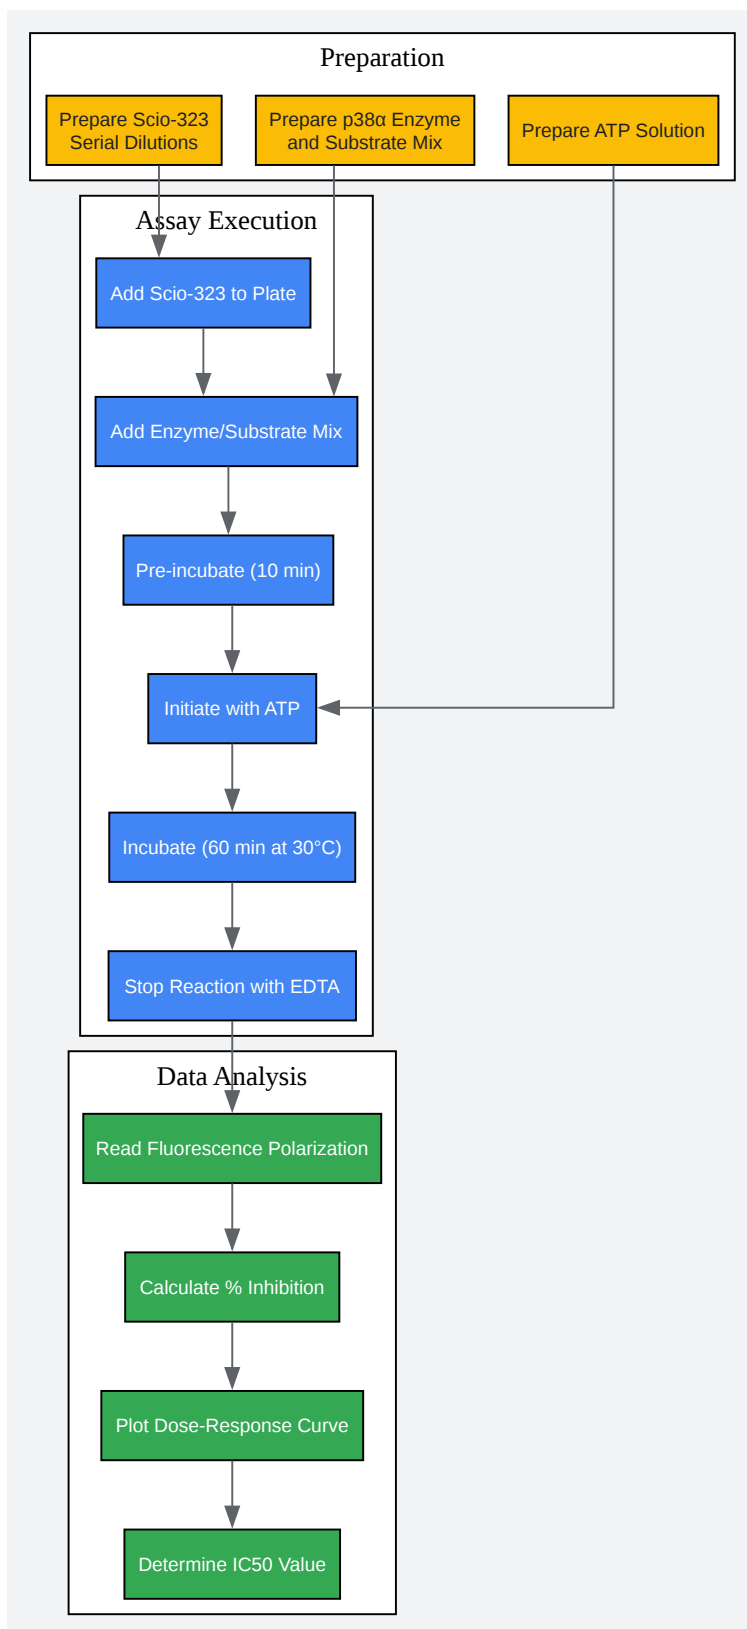 Preparation
Prepare Scio-323
Serial Dilutions
Prepare p38α Enzyme
and Substrate Mix
Prepare ATP Solution
Assay Execution
Add Scio-323 to Plate
Add Enzyme/Substrate Mix
Pre-incubate (10 min)
Initiate with ATP
Incubate (60 min at 30°C)
Stop Reaction with EDTA
Data Analysis
Read Fluorescence Polarization
Calculate % Inhibition
Plot Dose-Response Curve
Determine IC50 Value